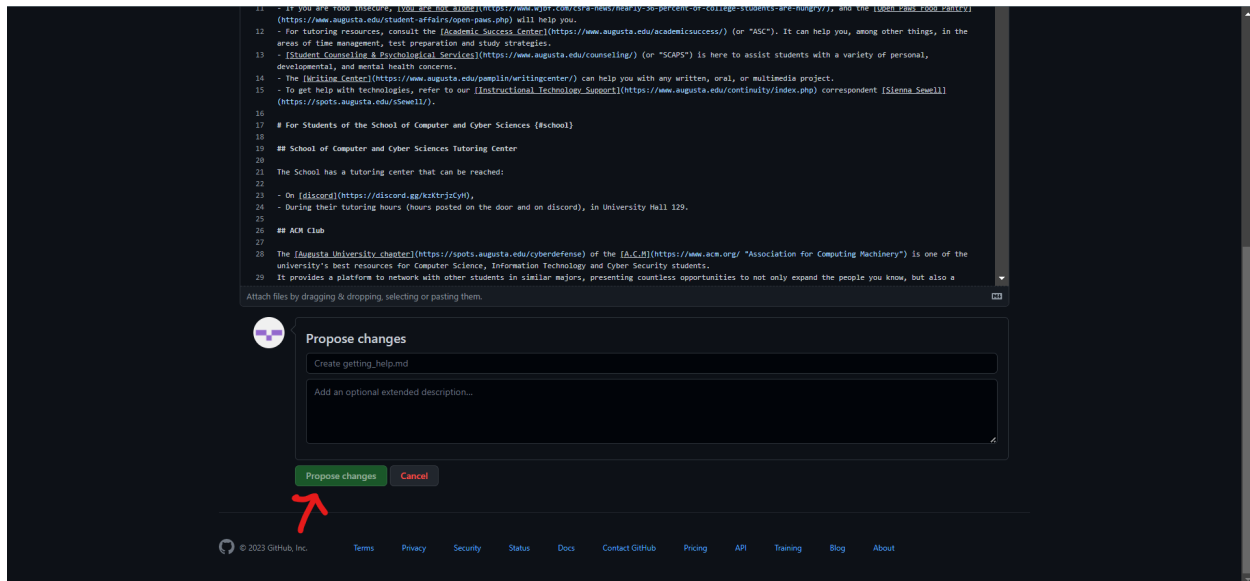 11 - If you are food insecure, [you are not alone](https://www.wjbf.com/csra-news/nearly-36-percent-of-college-students-are-hungry/), and the [Open Paws Food Pantry]
(https://www.augusta.edu/student-affairs/open-paws.php) will help you.
12 - For tutoring resources, consult the [Academic Success Center](https://www.augusta.edu/academicsuccess/) (or "ASC"). It can help you, among other things, in the
areas of time management, test preparation and study strategies.
13 - [Student Counseling & Psychological Services](https://www.augusta.edu/counseling/) (or "SCAPS") is here to assist students with a variety of personal,
developmental, and mental health concerns.
14 - The [Writing Center](https://www.augusta.edu/pamplin/writingcenter/) can help you with any written, oral, or multimedia project.
15 - To get help with technologies, refer to our [Instructional Technology Support](https://www.augusta.edu/continuity/index.php) correspondent [Sienna Sewell]
(https://spots.augusta.edu/sSewell/).
16
17 # For Students of the School of Computer and Cyber Sciences {#school}
18
19 ## School of Computer and Cyber Sciences Tutoring Center
20
21 The School has a tutoring center that can be reached:
22
23 - On [discord](https://discord.gg/kzKtrjzCyH),
24 - During their tutoring hours (hours posted on the door and on discord), in University Hall 129.
25
26 ## ACM Club
27
28 The [Augusta University chapter](https://spots.augusta.edu/cyberdefense) of the [A.C.M](https://www.acm.org/ "Association for Computing Machinery") is one of the
university's best resources for Computer Science, Information Technology and Cyber Security students.
29 It provides a platform to network with other students in similar majors, presenting countless opportunities to not only expand the people you know, but also a
Attach files by dragging & dropping, selecting or pasting them.
Propose changes
Create getting_help.md
Add an optional extended description...
Propose changes Cancel
© 2023 GitHub, Inc. Terms Privacy Security Status Docs Contact GitHub Pricing API Training Blog About